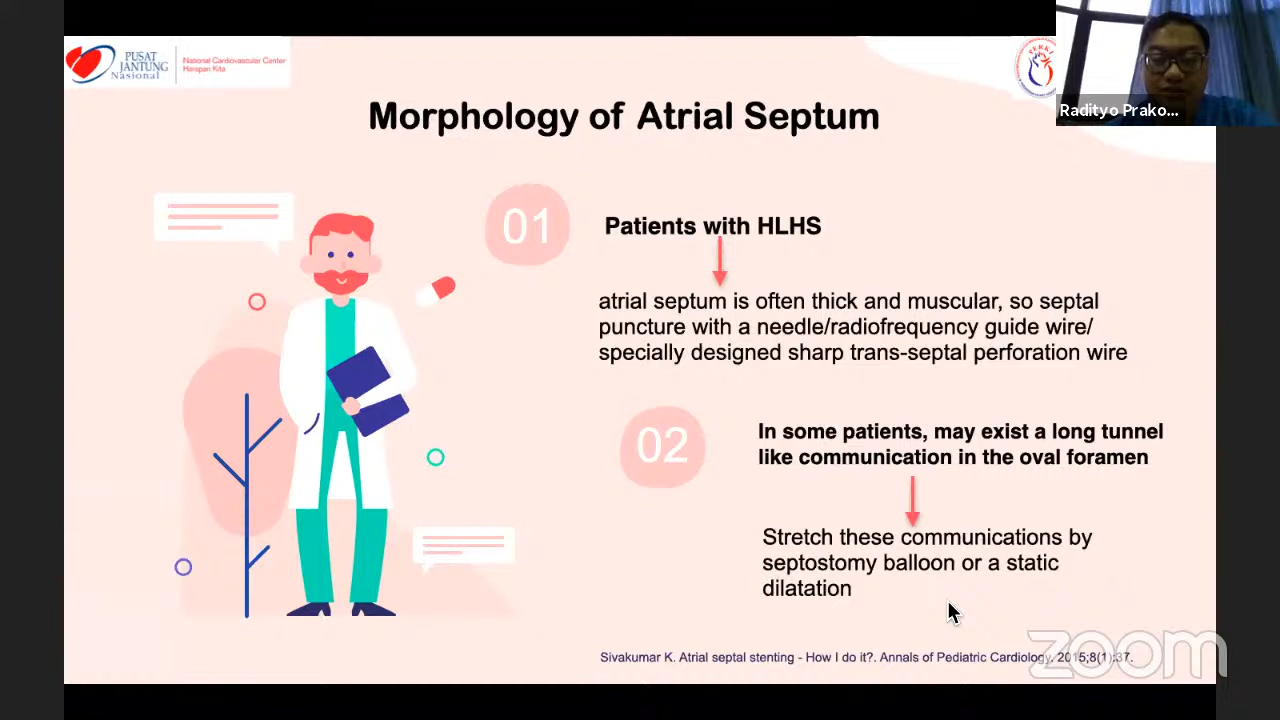 PUSAT
JANTUNG
Nasional
National Cardiovascular Center
Harapan Kita
PERKI
Radityo Prako...
Morphology of Atrial Septum
01
Patients with HLHS
atrial septum is often thick and muscular, so septal
puncture with a needle/radiofrequency guide wire/
specially designed sharp trans-septal perforation wire
02
In some patients, may exist a long tunnel
like communication in the oval foramen
Stretch these communications by
septostomy balloon or a static
dilatation
Sivakumar K. Atrial septal stenting - How I do it?. Annals of Pediatric Cardiology. 2015;8(1):37.
zoom